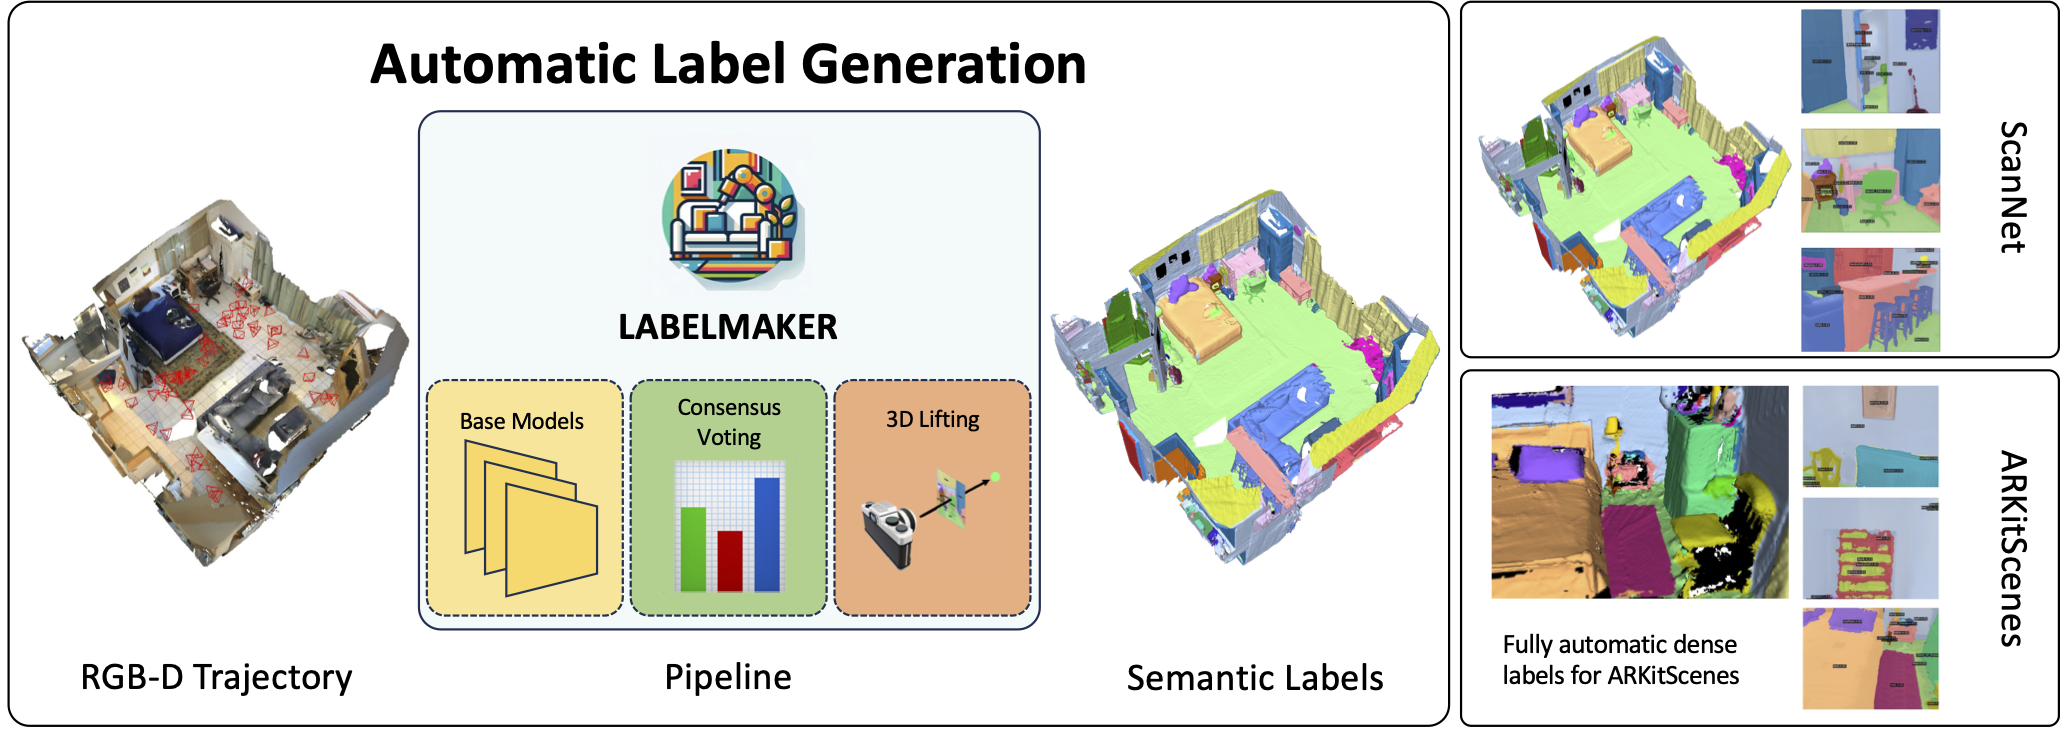 Automatic Label Generation
LABELMAKER
Base Models
Consensus
Voting
3D Lifting
RGB-D Trajectory
Pipeline
Semantic Labels
ScanNet
ARKitScenes
Fully automatic dense
labels for ARKitScenes